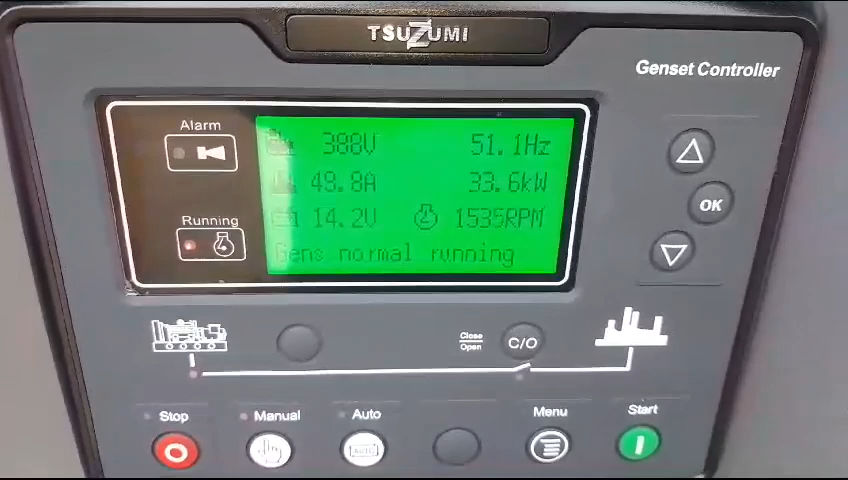 TSUZUMI
Genset Controller
Alarm
388V 51.1Hz
49.8A 33.6kW
Running
14.2V 1535RPM
Gens normal running
OK
Close
Open
C/O
Stop
Manual
Auto
Menu
Start
AUTO